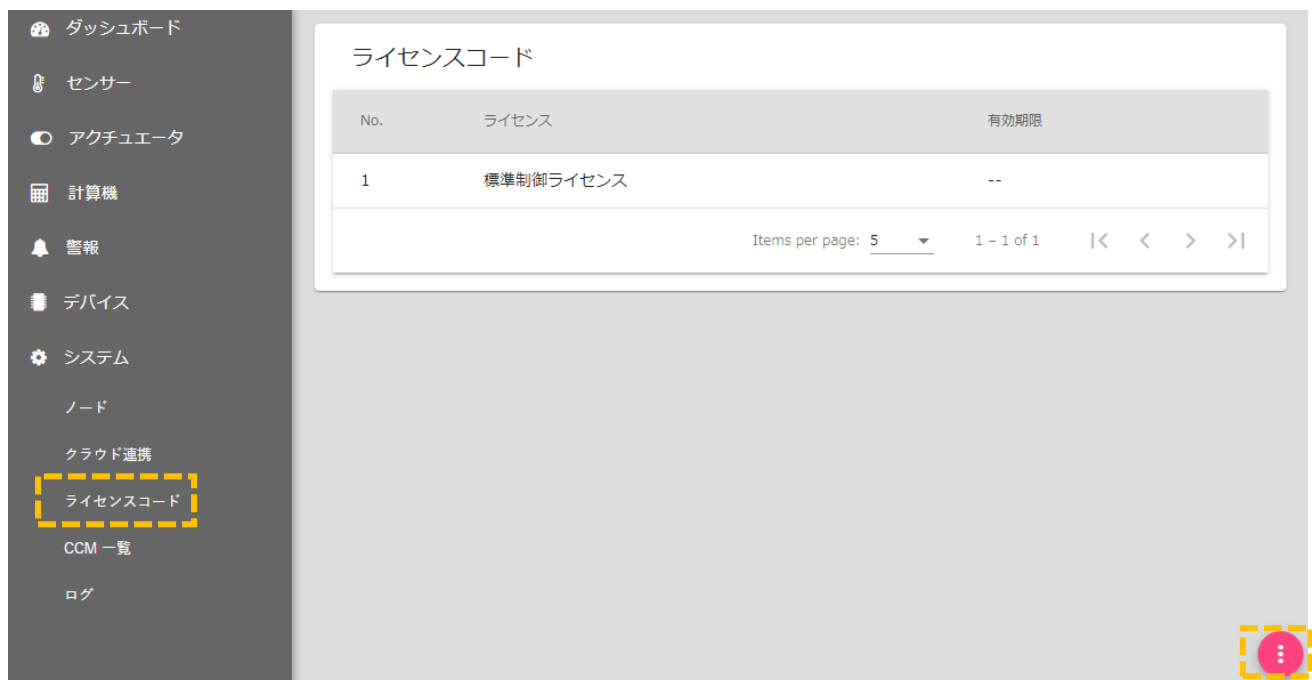 ダッシュボード
センサー
アクチュエータ
計算機
警報
デバイス
システム
ノード
クラウド連携
ライセンスコード
CCM 一覧
ログ
ライセンスコード
No. ライセンス 有効期限
1 標準制御ライセンス --
Items per page: 5 1 – 1 of 1